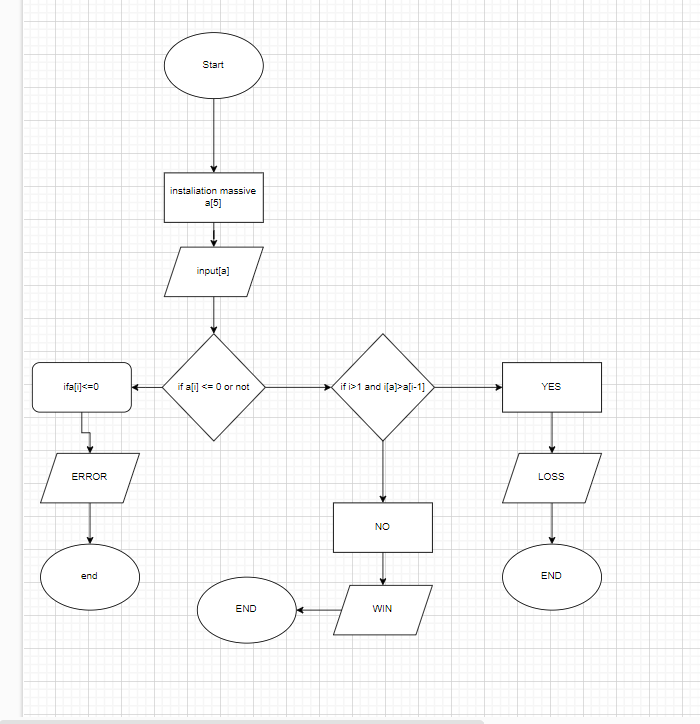 Start
instaliation massive
a[5]
input[a]
ifa[i]<=0
if a[i] <= 0 or not
if i>1 and i[a]>a[i-1]
YES
ERROR
LOSS
NO
end
END
END
WIN